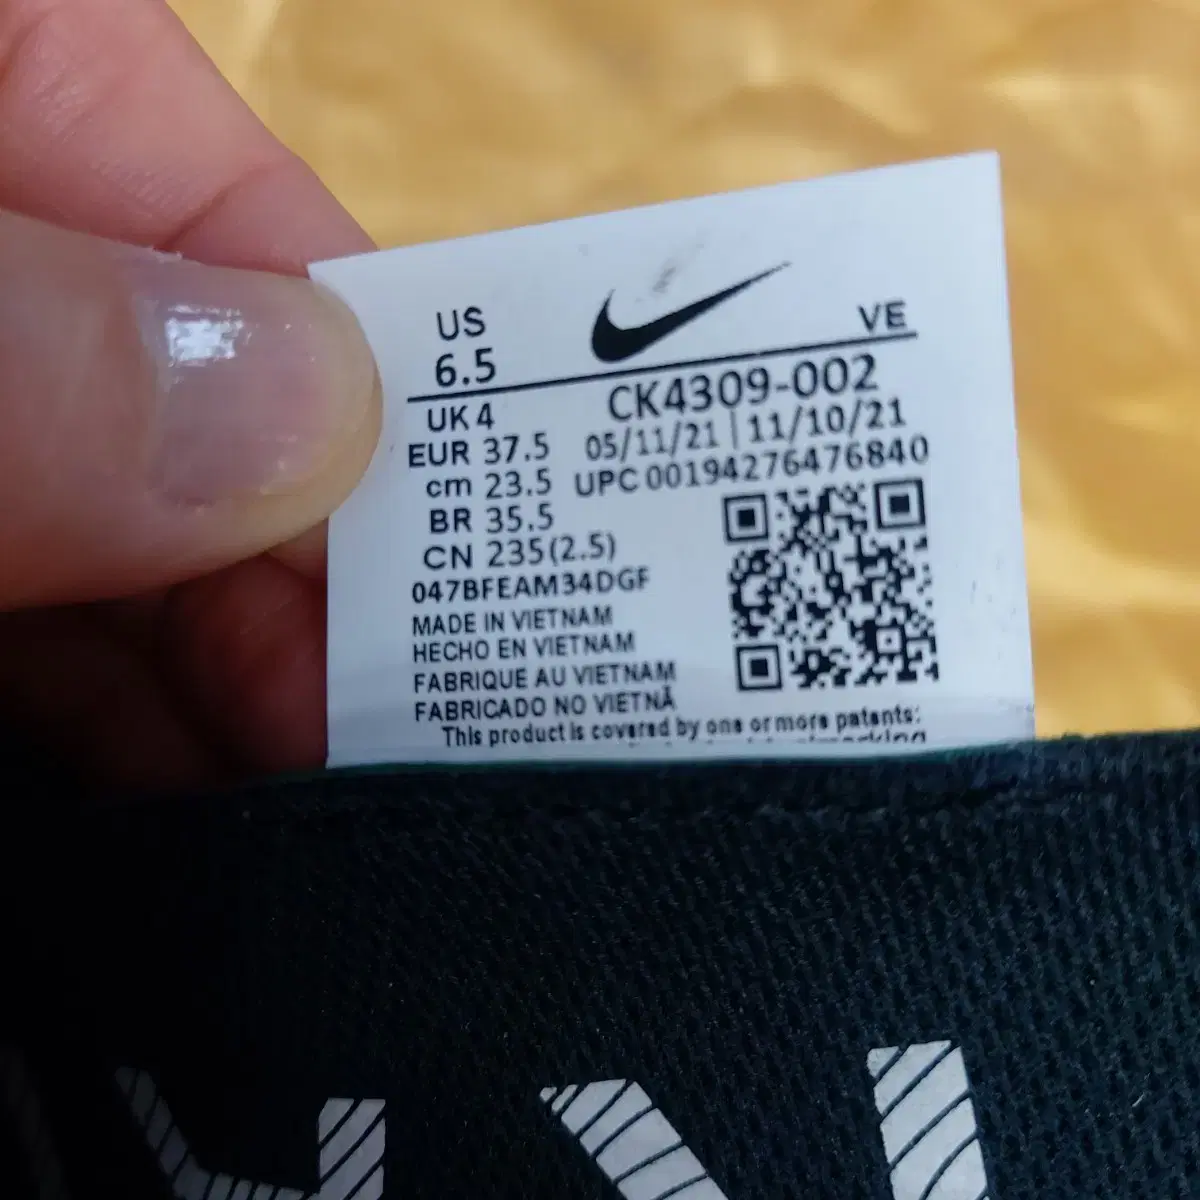 US
6.5
VE
UK 4
CK4309-002
EUR 37.5
05/11/21 | 11/10/21
cm 23.5
UPC 00194276476840
BR 35.5
CN 235(2.5)
047BFEAM34DGF
MADE IN VIETNAM
HECHO EN VIETNAM
FABRIQUE AU VIETNAM
FABRICADO NO VIETNÃ
This product is covered by one or more patents: